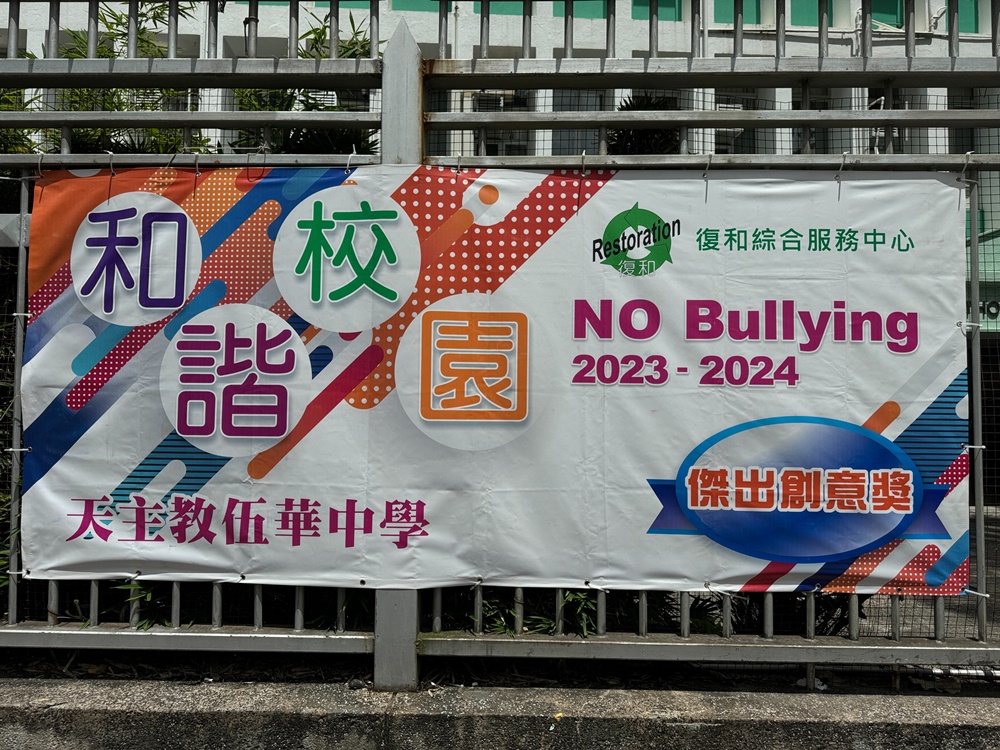 和諧校園
Restoration
復和
復和綜合服務中心
NO Bullying
2023 - 2024
傑出創意獎
天主教伍華中學
HO